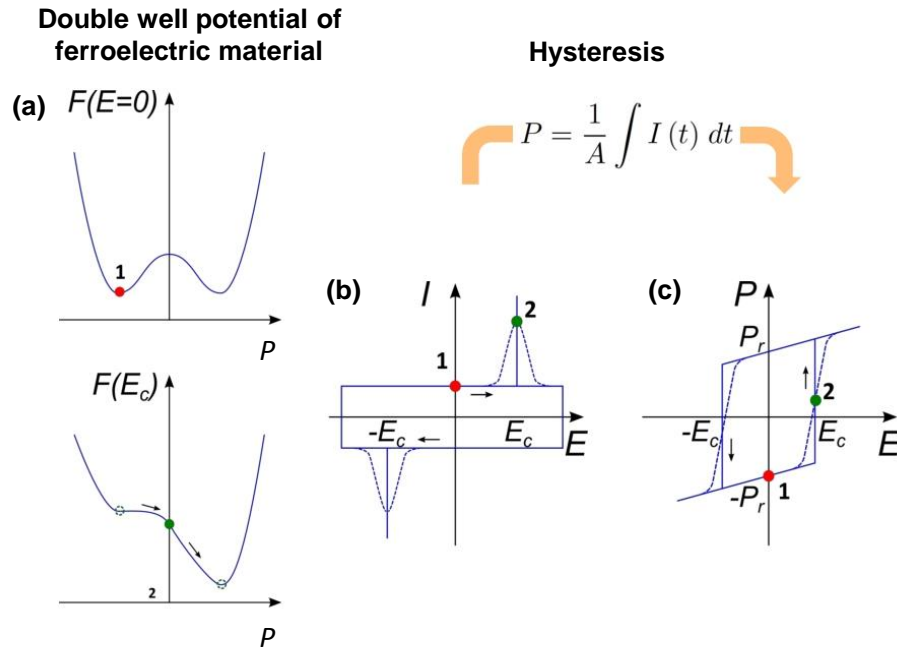 Double well potential of
ferroelectric material
Hysteresis
(a)
F(E=0)
P = 1/A ∫ I (t) dt
1
P
(b)
I
2
1
-E_c
E_c
E
(c)
P
P_r
2
-E_c
E_c
E
-P_r
1
F(E_c)
2
P